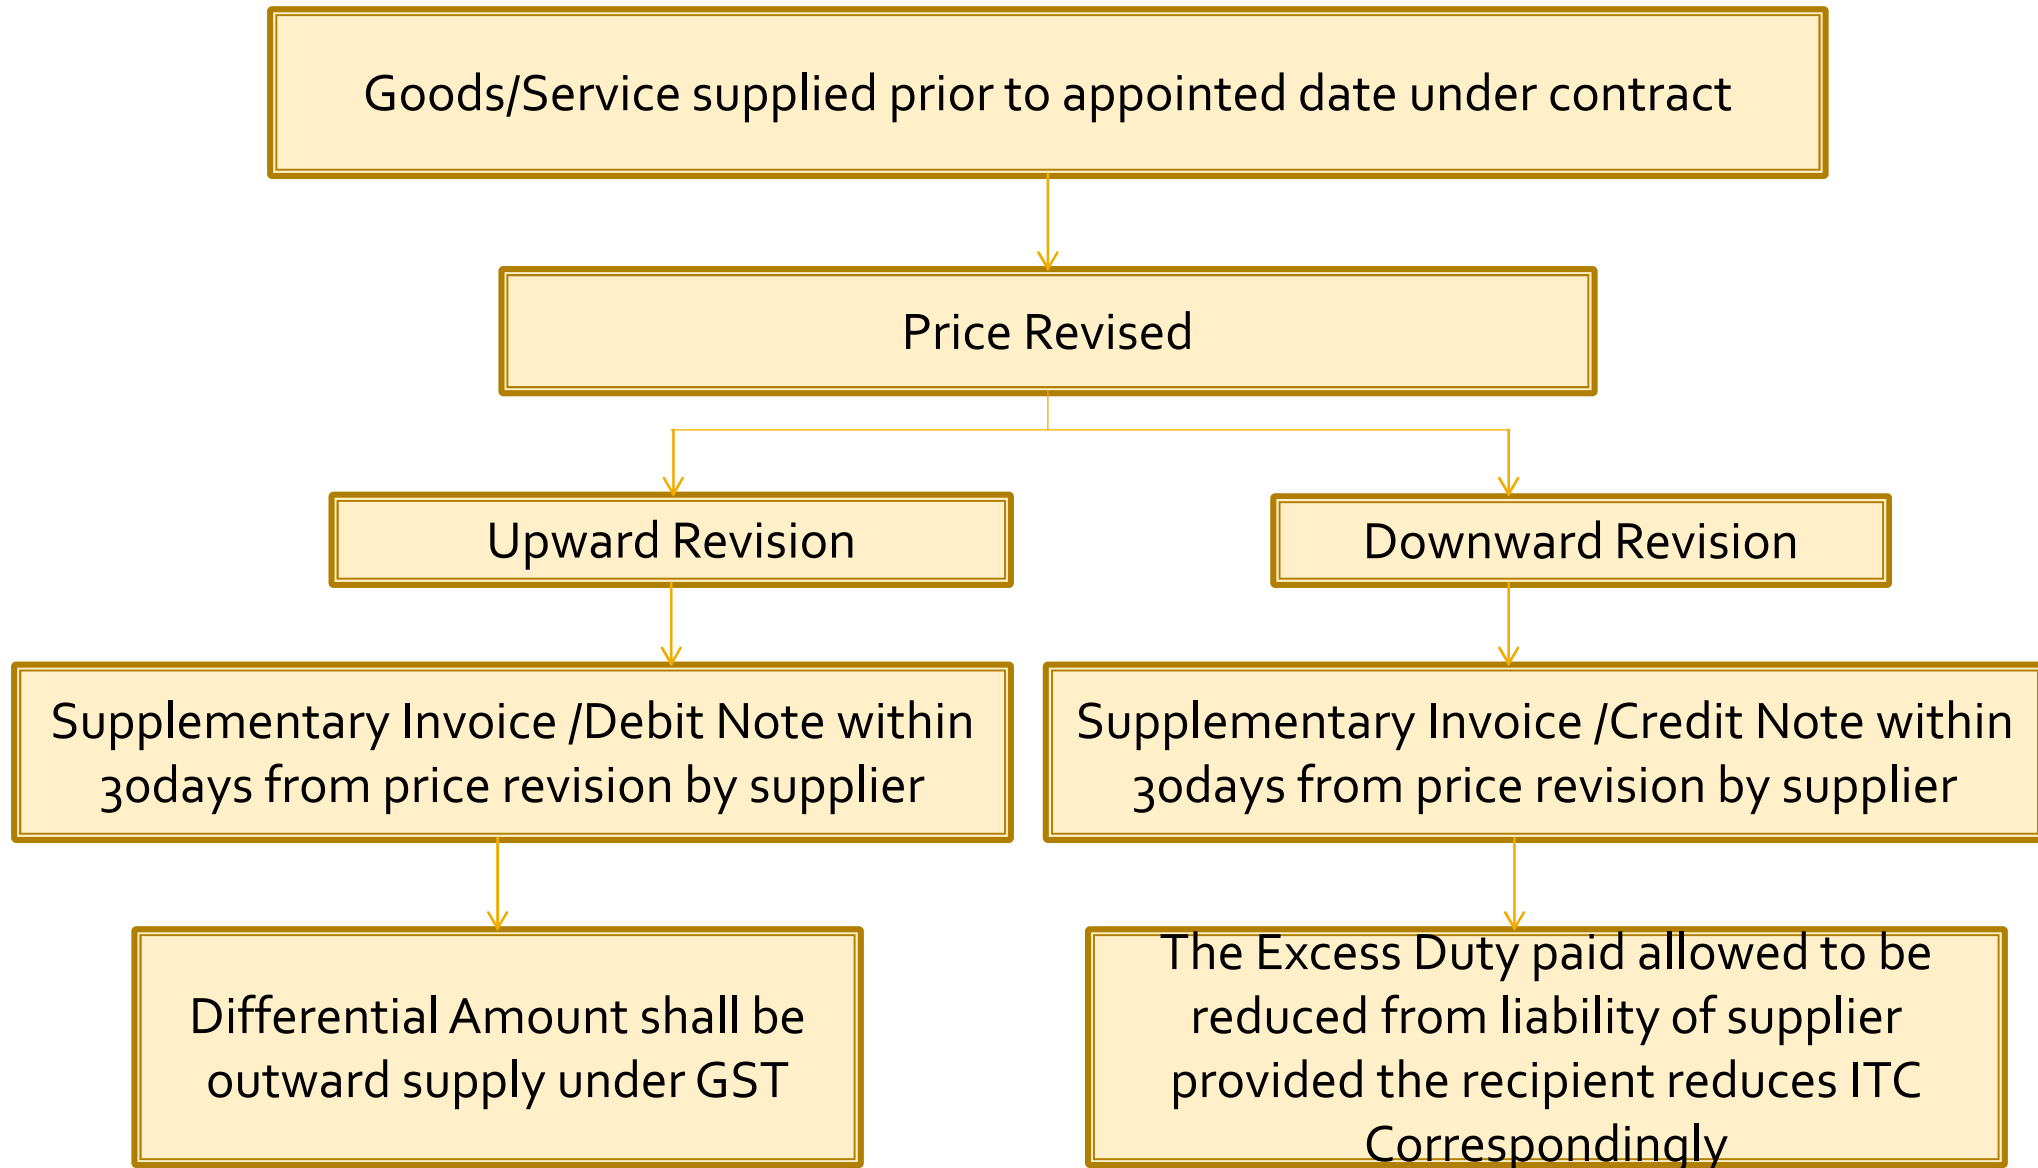 Goods/Service supplied prior to appointed date under contract
Price Revised
Upward Revision
Downward Revision
Supplementary Invoice /Debit Note within
30days from price revision by supplier
Supplementary Invoice /Credit Note within
30days from price revision by supplier
Differential Amount shall be
outward supply under GST
The Excess Duty paid allowed to be
reduced from liability of supplier
provided the recipient reduces ITC
Correspondingly